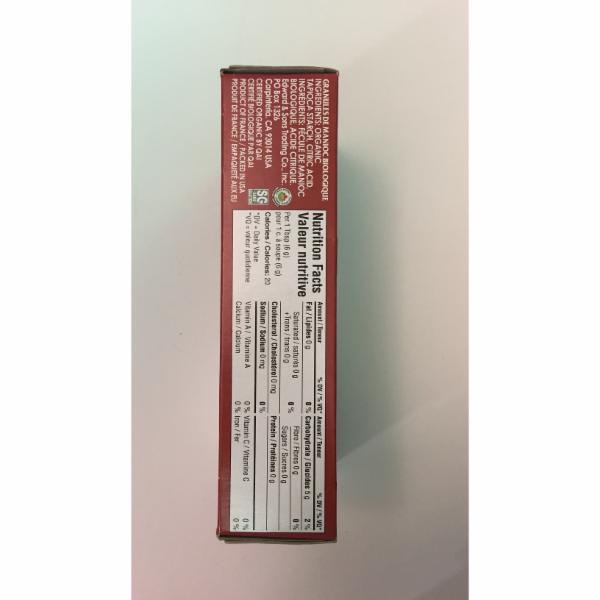 GRANULES DE MANIOC BIOLOGIQUE
INGREDIENTS: ORGANIC
TAPIOCA STARCH, CITRIC ACID.
INGRÉDIENTS: FÉCULE DE MANIOC
BIOLOGIQUE, ACIDE CITRIQUE.
Edward & Sons Trading Co., Inc.
PO Box 1326
Carpinteria, CA 93014 USA
CERTIFIED ORGANIC BY QAI
CERTIFIÉ BIOLOGIQUE PAR QAI
PRODUCT OF FRANCE / PACKED IN USA
PRODUIT DE FRANCE / EMPAQUETÉ AUX EU
SG
Nutrition Facts
Valeur nutritive
Per 1 Tbsp (6 g)
pour 1 c. à soupe (6 g)
Calories / Calories: 20
*DV = Daily Value
*VQ = valeur quotidienne
Amount / Teneur % DV / % VQ*
Fat / Lipides 0 g 0 %
Saturated / saturés 0 g
+Trans / trans 0 g 0 %
Cholesterol / Cholestérol 0 mg
Sodium / Sodium 0 mg 0 %
Vitamin A / Vitamine A 0 %
Calcium / Calcium 0 %
Amount / Teneur % DV / % VQ*
Carbohydrate / Glucides 5 g 2 %
Fibre / Fibres 0 g 0 %
Sugars / Sucres 0 g
Protein / Protéines 0 g
Vitamin C / Vitamine C 0 %
Iron / Fer 0 %